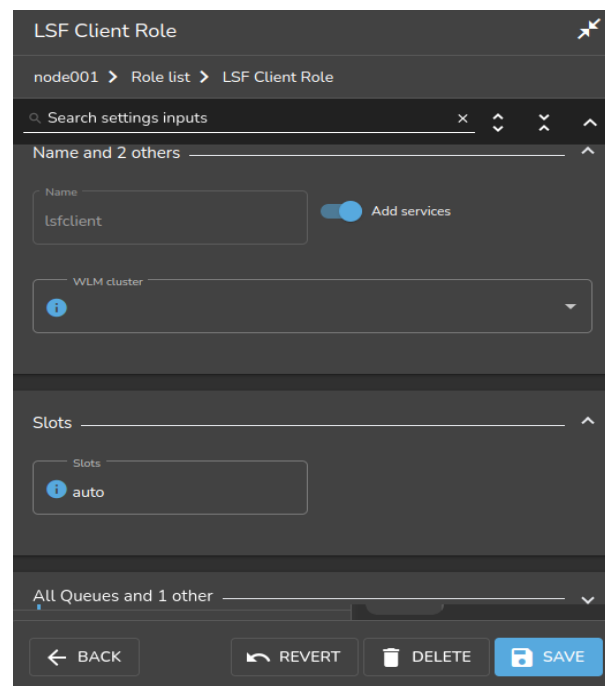 LSF Client Role
node001 > Role list > LSF Client Role
Search settings inputs
Name and 2 others
Name
lsfclient
Add services
WLM cluster
Slots
Slots
auto
All Queues and 1 other
BACK
REVERT
DELETE
SAVE